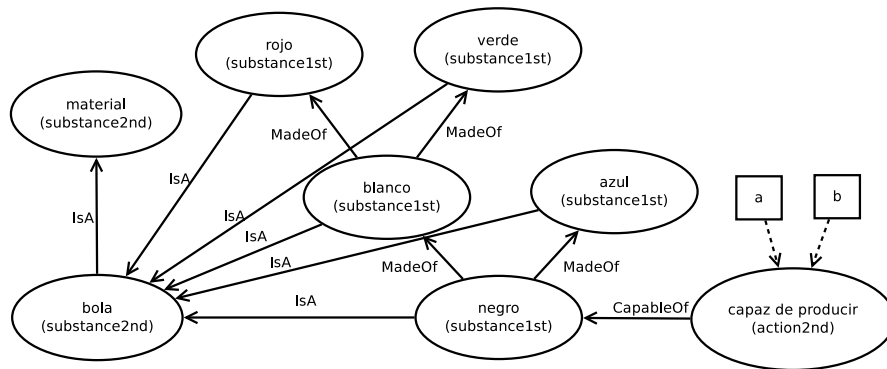 rojo
(substance1st)
verde
(substance1st)
material
(substance2nd)
MadeOf
MadeOf
IsA
blanco
(substance1st)
azul
(substance1st)
a
b
IsA
IsA
IsA
IsA
MadeOf
MadeOf
bola
(substance2nd)
IsA
negro
(substance1st)
CapableOf
capaz de producir
(action2nd)